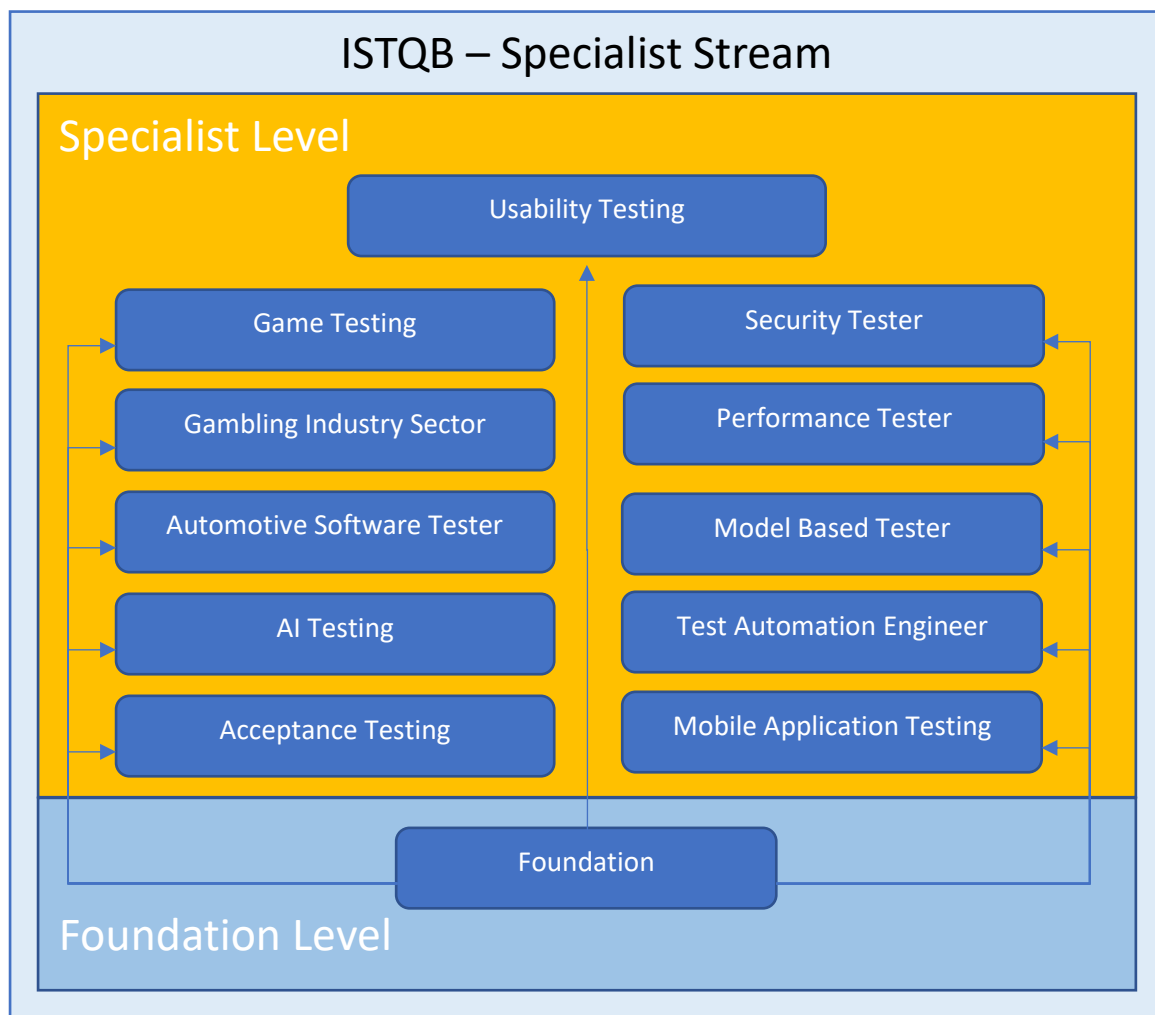 ISTQB – Specialist Stream
Specialist Level
Usability Testing
Game Testing
Security Tester
Gambling Industry Sector
Performance Tester
Automotive Software Tester
Model Based Tester
AI Testing
Test Automation Engineer
Acceptance Testing
Mobile Application Testing
Foundation
Foundation Level